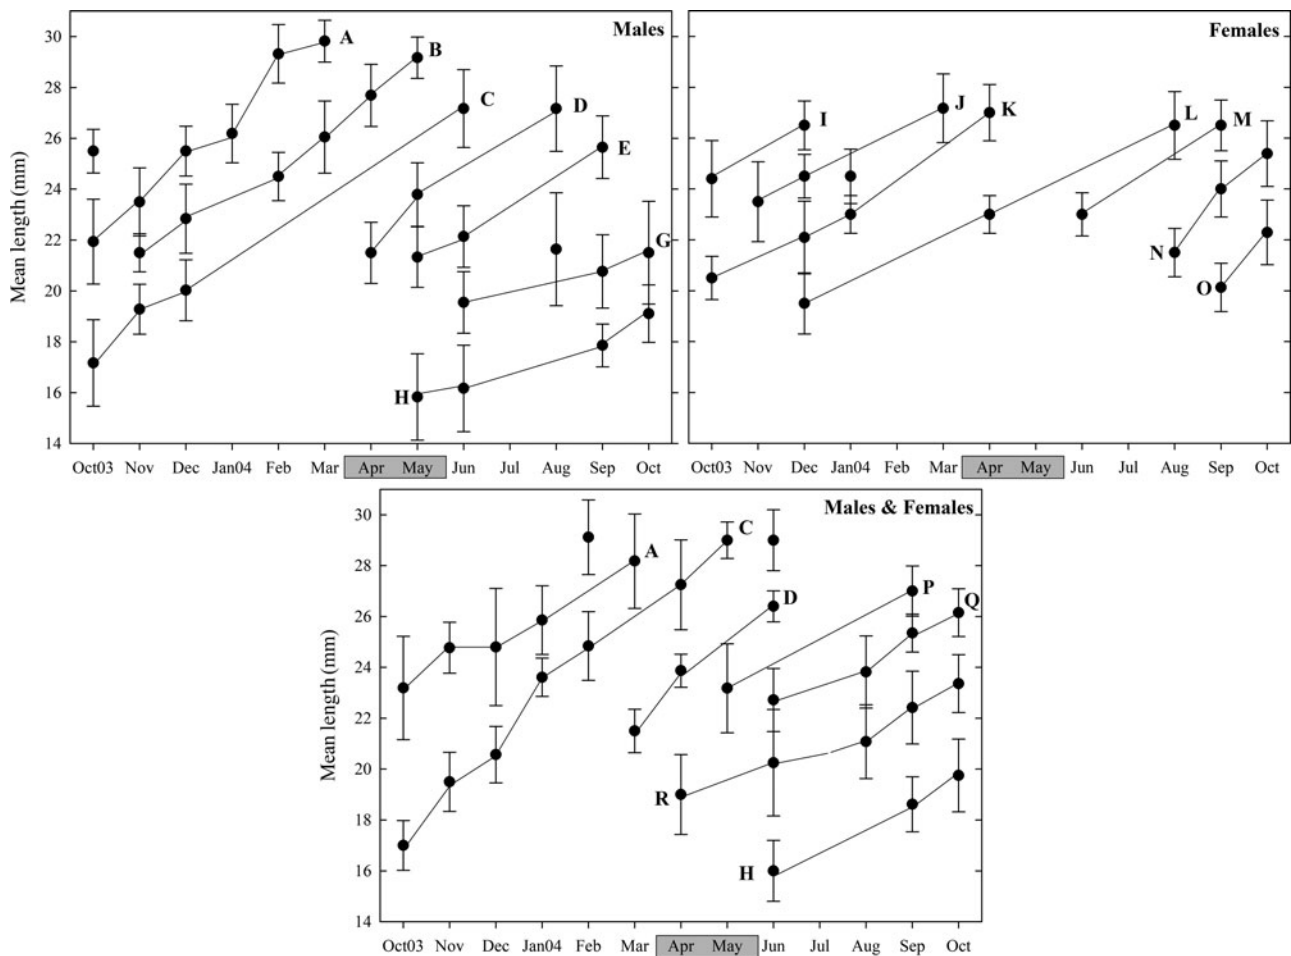 Males
Females
30
28
26
24
22
20
18
16
14
Mean length (mm)
A
B
C
D
E
G
H
I
J
K
L
M
N
O
Oct03 Nov Dec Jan04 Feb Mar Apr May Jun Jul Aug Sep Oct
Oct03 Nov Dec Jan04 Feb Mar Apr May Jun Jul Aug Sep Oct
Males & Females
30
28
26
24
22
20
18
16
14
Mean length (mm)
A
C
D
P
Q
R
H
Oct03 Nov Dec Jan04 Feb Mar Apr May Jun Jul Aug Sep Oct